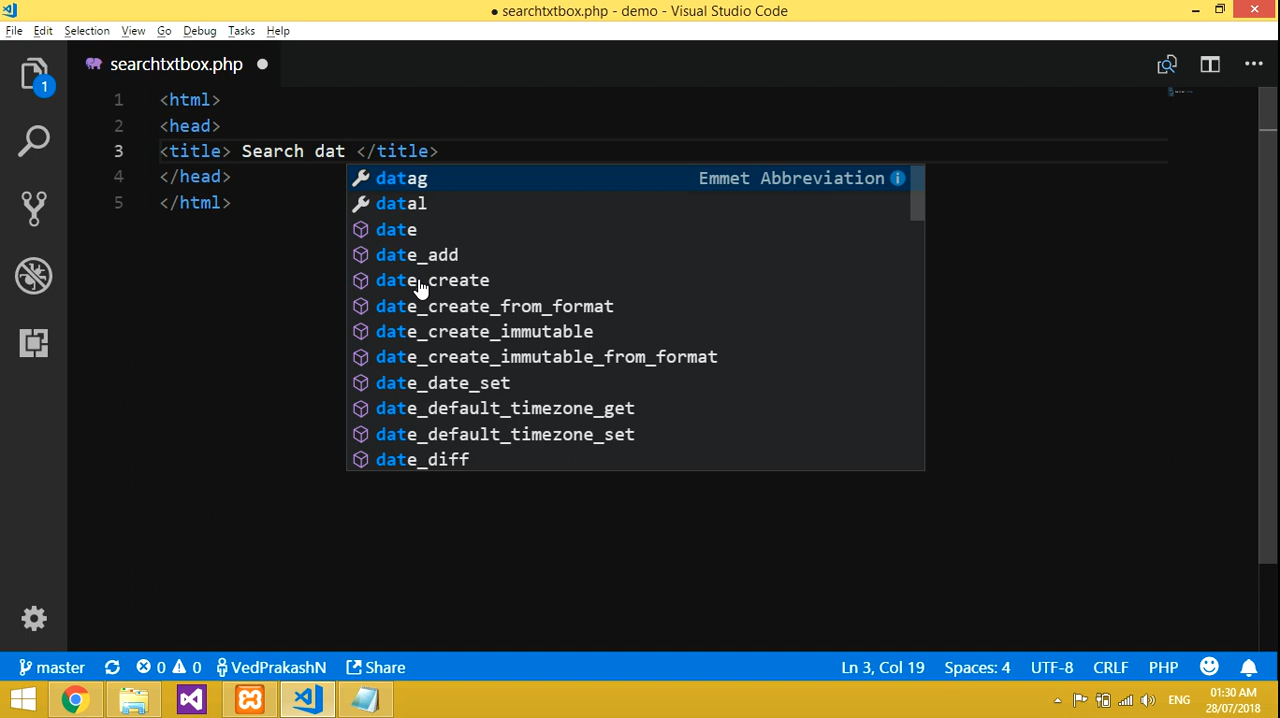 ● searchtxtbox.php - demo - Visual Studio Code
File Edit Selection View Go Debug Tasks Help
1
searchtxtbox.php
1 <html>
2 <head>
3 <title> Search dat </title>
4 </head>
5 </html>
datag Emmet Abbreviation
datal
date
date_add
date_create
date_create_from_format
date_create_immutable
date_create_immutable_from_format
date_date_set
date_default_timezone_get
date_default_timezone_set
date_diff
master 0 0 VedPrakashN Share Ln 3, Col 19 Spaces: 4 UTF-8 CRLF PHP
ENG
01:30 AM
28/07/2018